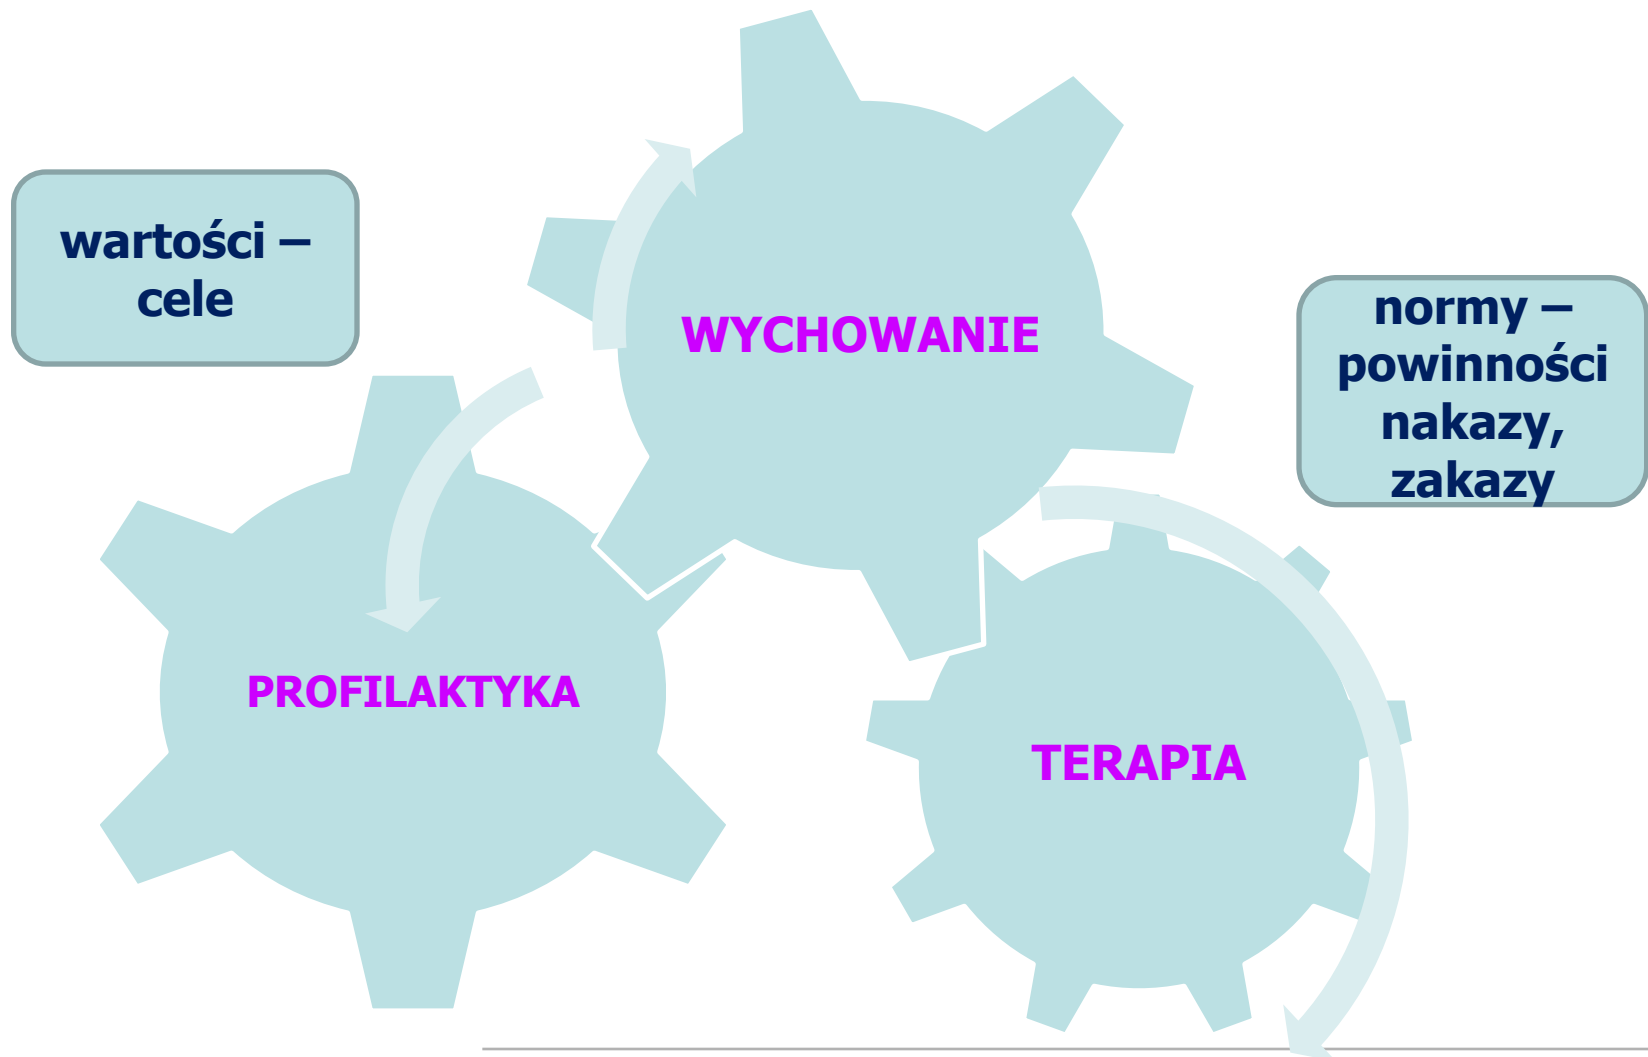 wartości –
cele
WYCHOWANIE
normy –
powinności
nakazy,
zakazy
PROFILAKTYKA
TERAPIA